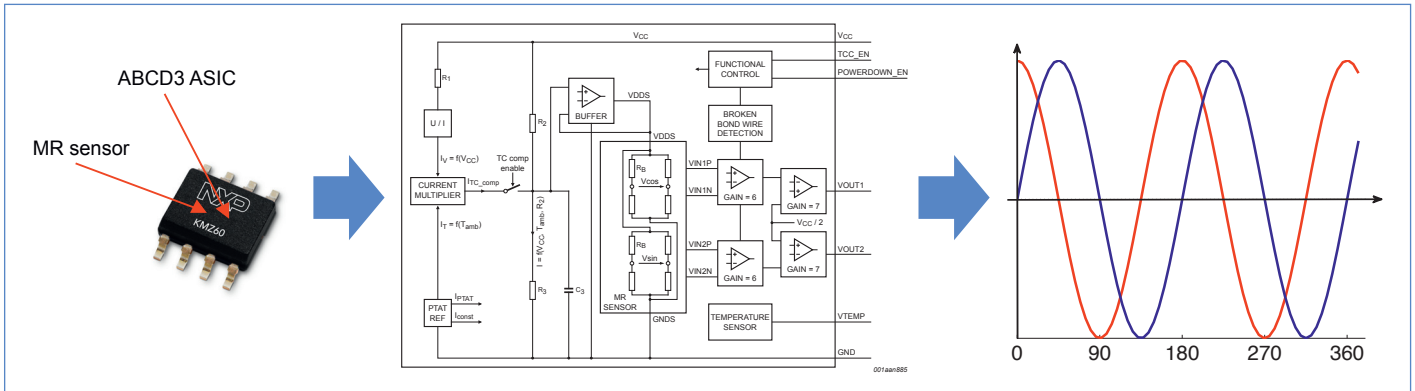 ABCD3 ASIC
MR sensor
NXP
KMZ60
VCC
VCC
TCC_EN
POWERDOWN_EN
R1
U / I
IV = f(VCC)
CURRENT
MULTIPLIER
ITC_comp
TC comp
enable
IT = f(Tamb)
PTAT
REF
IPTAT
Iconst
R2
I = f(VCC, Tamb, R2)
R3
C3
BUFFER
VDDS
VDDS
FUNCTIONAL
CONTROL
BROKEN
BOND WIRE
DETECTION
RB
Vcos
RB
Vsin
MR
SENSOR
GNDS
VIN1P
VIN1N
VIN2P
VIN2N
GAIN = 6
GAIN = 7
VCC / 2
GAIN = 6
GAIN = 7
VOUT1
VOUT2
TEMPERATURE
SENSOR
VTEMP
GND
001aan885
0 90 180 270 360